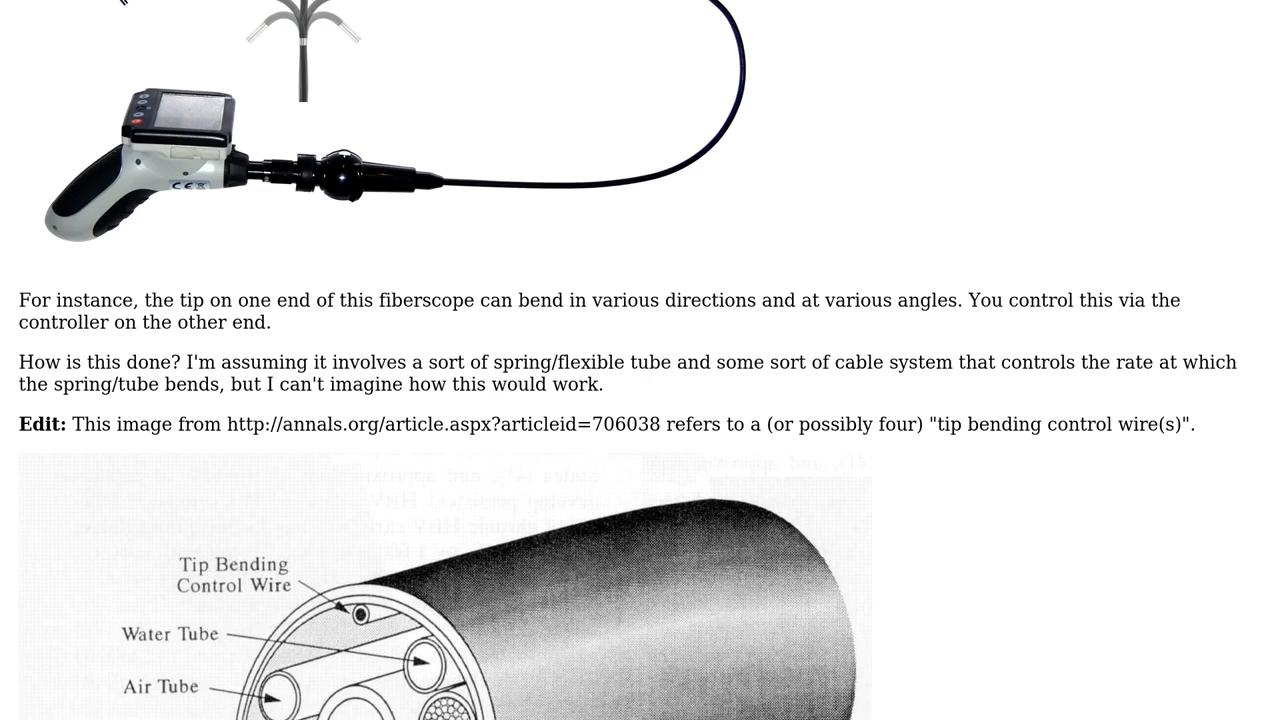 CE
For instance, the tip on one end of this fiberscope can bend in various directions and at various angles. You control this via the
controller on the other end.
How is this done? I'm assuming it involves a sort of spring/flexible tube and some sort of cable system that controls the rate at which
the spring/tube bends, but I can't imagine how this would work.
Edit: This image from http://annals.org/article.aspx?articleid=706038 refers to a (or possibly four) "tip bending control wire(s)".
Tip Bending
Control Wire
Water Tube
Air Tube